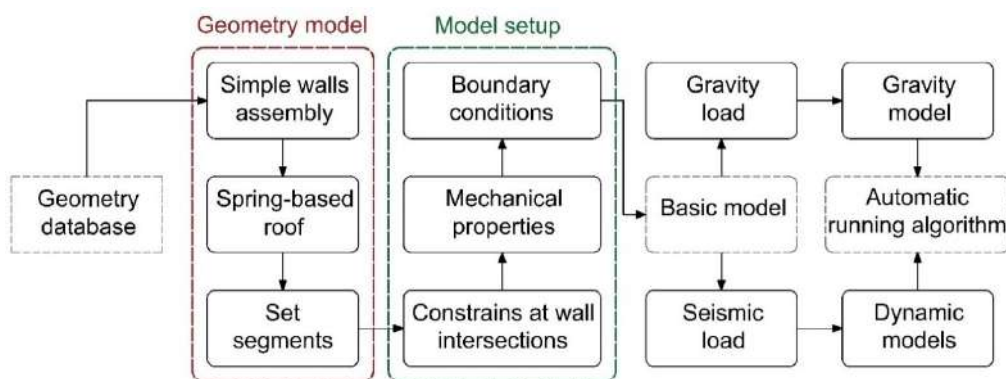 Geometry model
Model setup
Geometry
database
Simple walls
assembly
Spring-based
roof
Set
segments
Boundary
conditions
Mechanical
properties
Constrains at wall
intersections
Gravity
load
Basic model
Seismic
load
Gravity
model
Automatic
running algorithm
Dynamic
models